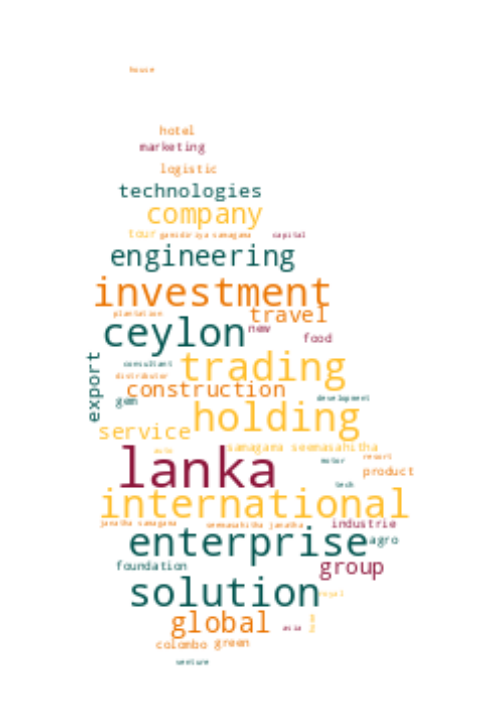 house
hotel
marketing
logistic
technologies
company
tour gamidiriya samagama capital
engineering
investment
plantation travel
ceylon new
food
consultant trading
distributor
export construction
gem development
holding
service
samagama seemasahitha
auto
lanka motor resort
product
tech
international
janatha samagama seemasahitha janatha industrie
enterprise agro
foundation group
solution royal
global asia
colombo green
venture